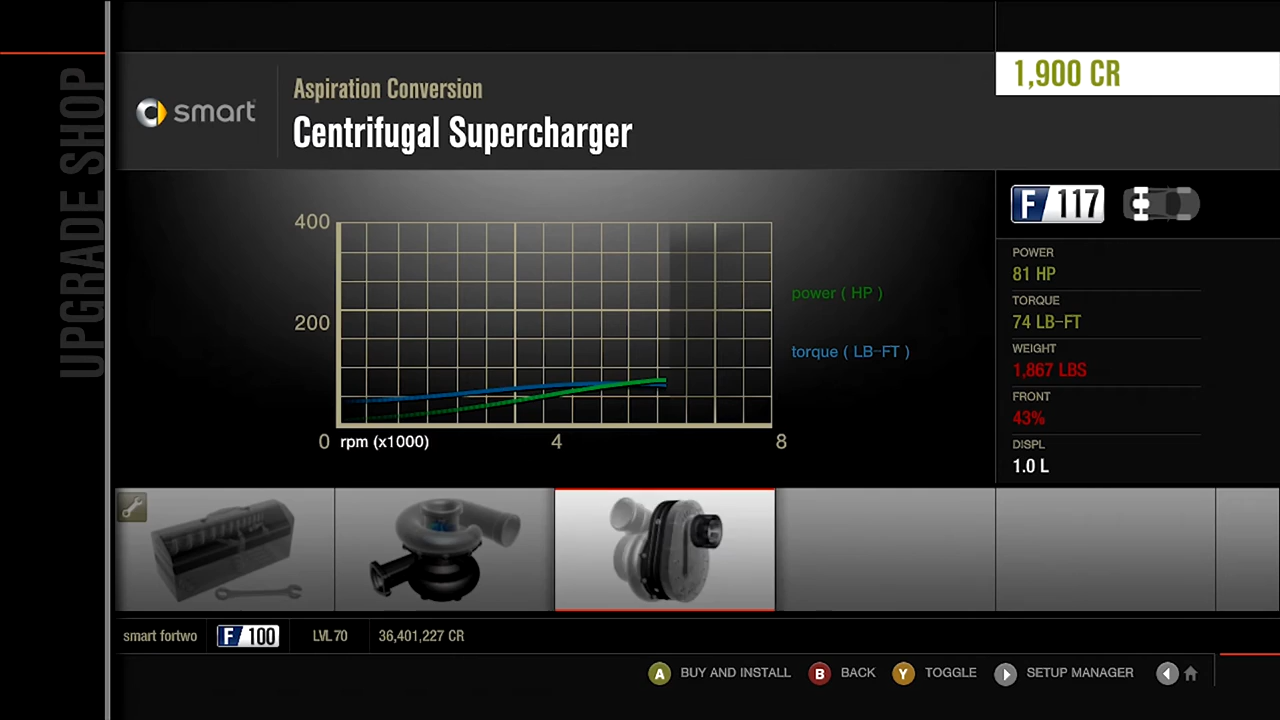 UPGRADE SHOP
smart
Aspiration Conversion
Centrifugal Supercharger
1,900 CR
400
200
0
rpm (x1000)
4
8
power ( HP )
torque ( LB-FT )
F 117
POWER
81 HP
TORQUE
74 LB-FT
WEIGHT
1,867 LBS
FRONT
43%
DISPL
1.0 L
smart fortwo
F 100
LVL 70
36,401,227 CR
A BUY AND INSTALL
B BACK
Y TOGGLE
SETUP MANAGER